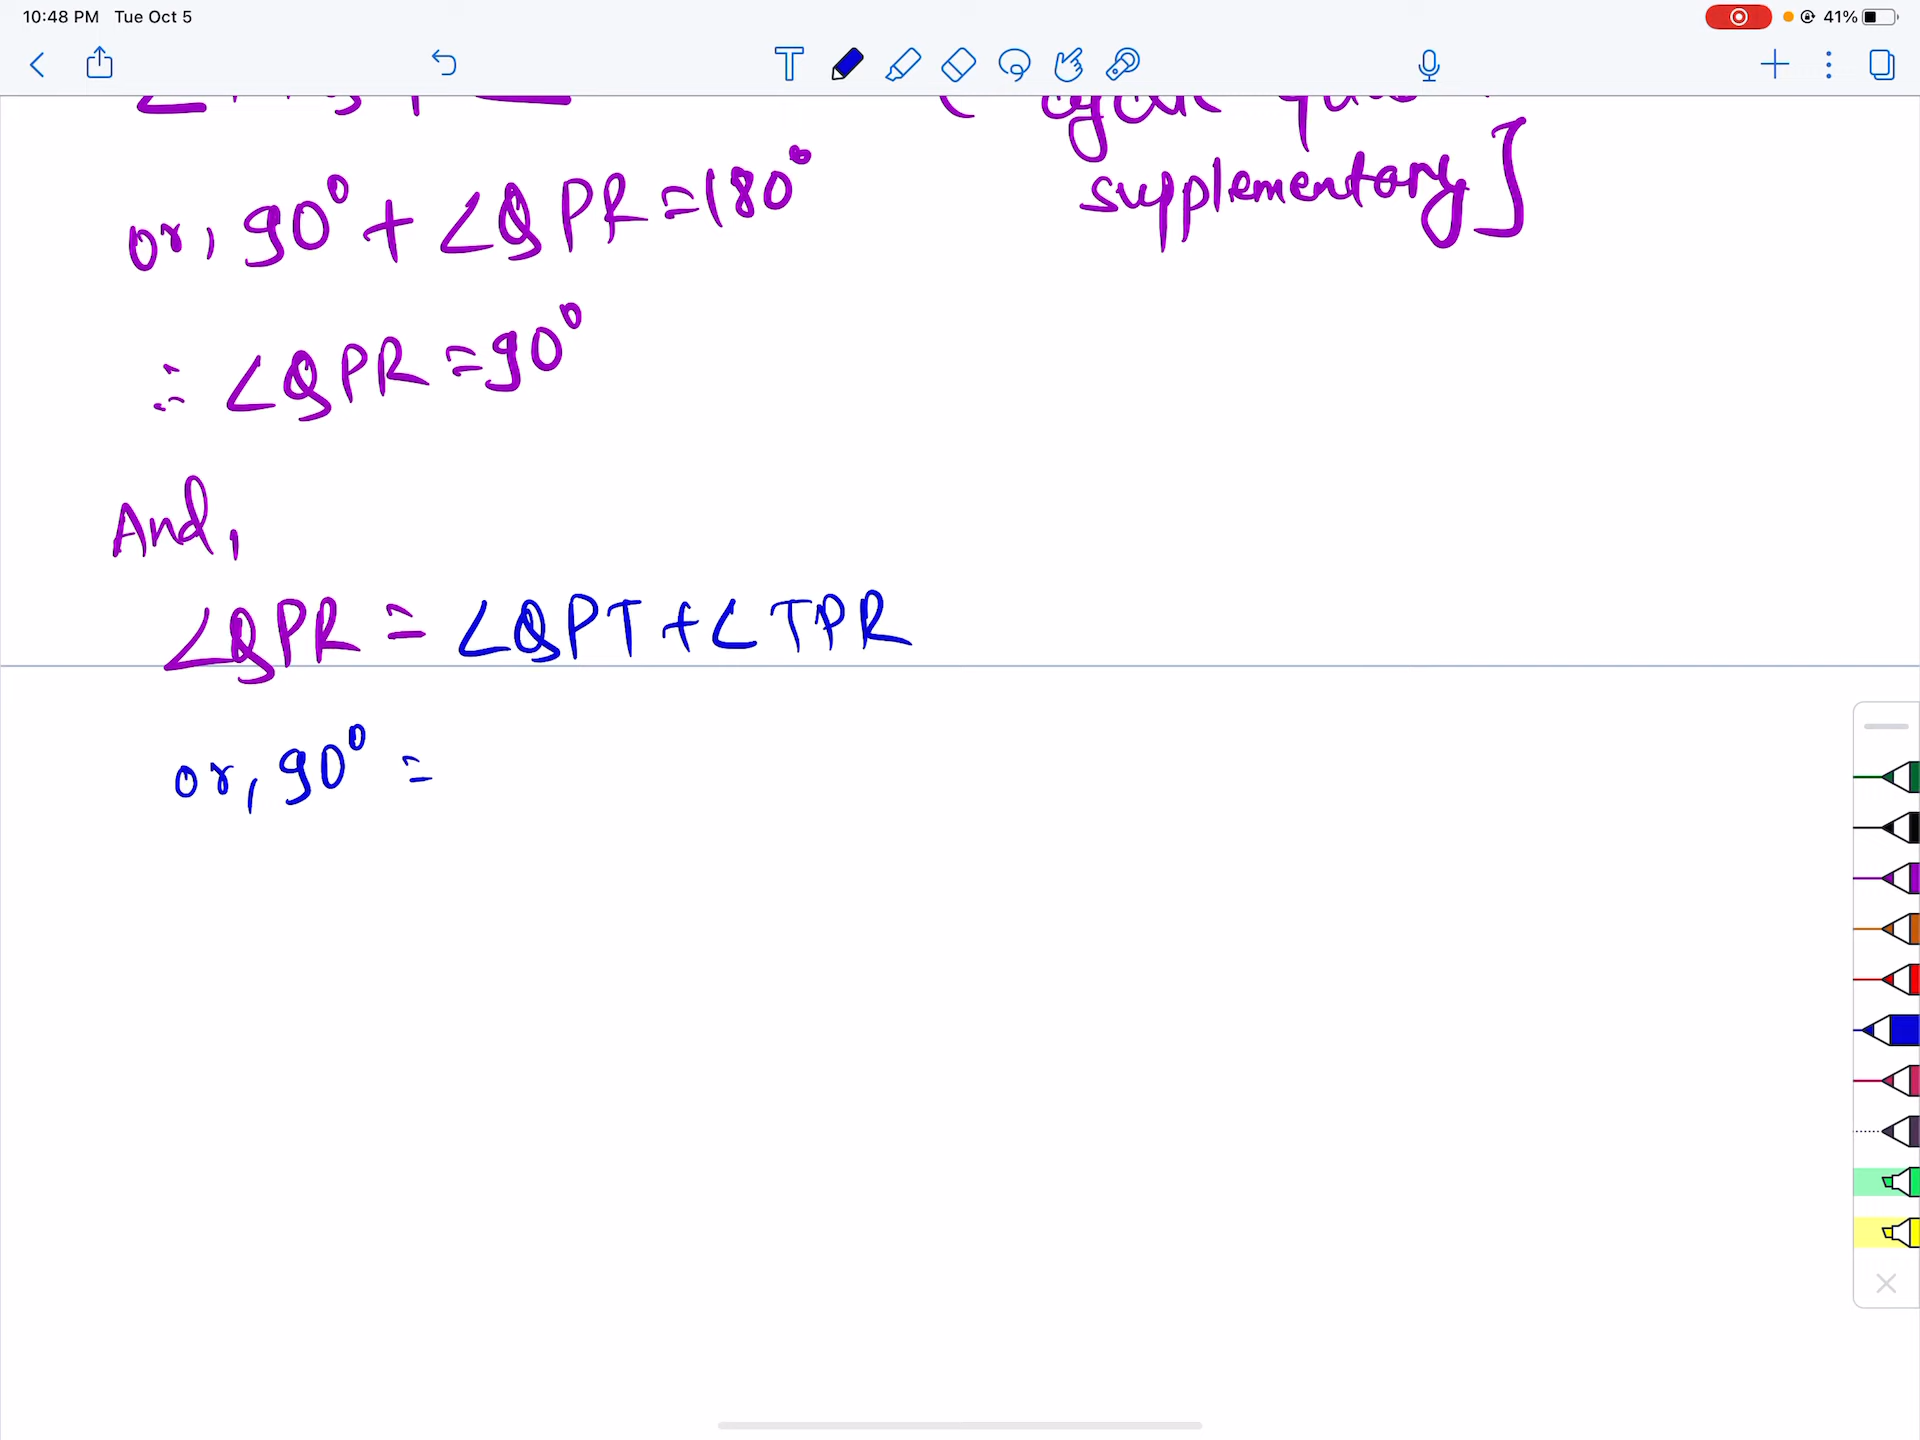 10:48 PM Tue Oct 5
41%
supplementary]
or, 90° + ∠QPR = 180°
∴ ∠QPR = 90°
And,
∠QPR = ∠QPT + ∠TPR
or, 90° =